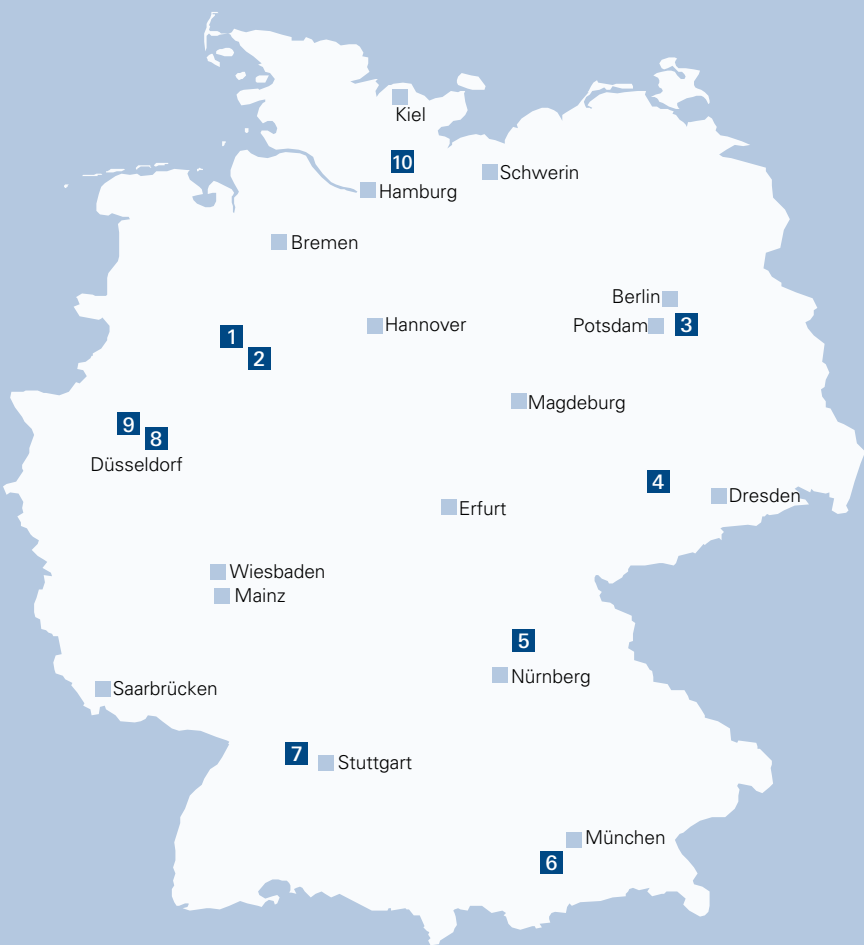 Kiel
10
Schwerin
Hamburg
Bremen
Berlin
Hannover
Potsdam
3
1
2
Magdeburg
9
8
Düsseldorf
4
Dresden
Erfurt
Wiesbaden
Mainz
5
Nürnberg
Saarbrücken
7
Stuttgart
München
6